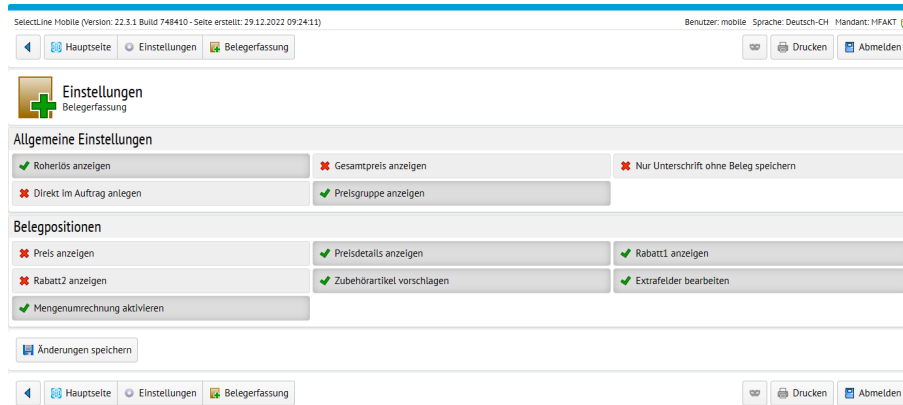 SelectLine Mobile (Version: 22.3.1 Build 748410 - Seite erstellt: 29.12.2022 09:24:11)
Benutzer: mobile Sprache: Deutsch-CH Mandant: MFAKT
Hauptseite Einstellungen Belegerfassung Drucken Abmelden
Einstellungen
Belegerfassung
Allgemeine Einstellungen
Roherlös anzeigen Gesamtpreis anzeigen Nur Unterschrift ohne Beleg speichern
Direkt im Auftrag anlegen Preisgruppe anzeigen
Belegpositionen
Preis anzeigen Preisdetails anzeigen Rabatt1 anzeigen
Rabatt2 anzeigen Zubehörartikel vorschlagen Extrafelder bearbeiten
Mengenumrechnung aktivieren
Änderungen speichern
Hauptseite Einstellungen Belegerfassung Drucken Abmelden